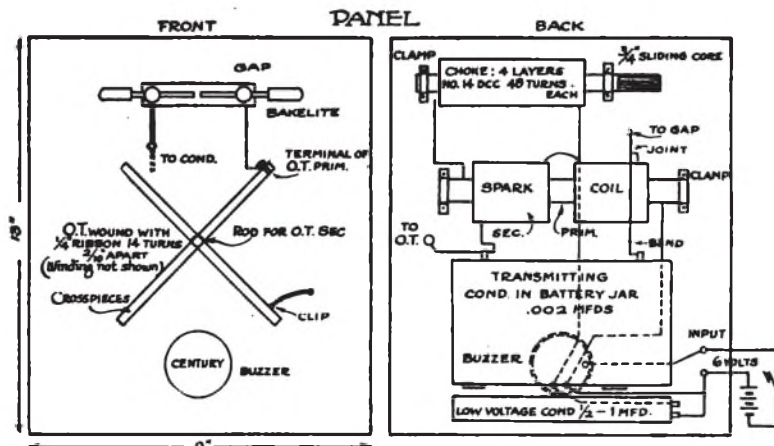 PANEL
FRONT
BACK
GAP
BAKELITE
TO COND.
TERMINAL OF
O.T. PRIM.
O.T. WOUND WITH
1/4" RIBBON 14 TURNS
3/16" APART
(Winding not shown)
ROD FOR O.T. SEC
CROSSPIECES
CLIP
CENTURY
BUZZER
CLAMP
3/4" SLIDING CORE
CHOKE: 4 LAYERS
NO. 14 DCC 48 TURNS.
EACH
TO GAP
JOINT
CLAMP
SPARK
COIL
TO
O.T.
SEC.
PRIM.
BEND
TRANSMITTING
COND. IN BATTERY JAR
.002 MFDS
INPUT
BUZZER
6 VOLTS
LOW VOLTAGE COND 1/2 - 1 MFD.